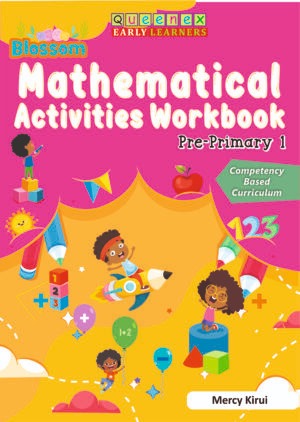 Queenex
EARLY LEARNERS
Blossom
Mathematical
Activities Workbook
Pre-Primary 1
Competency
Based
Curriculum
123
1+2
Mercy Kirui